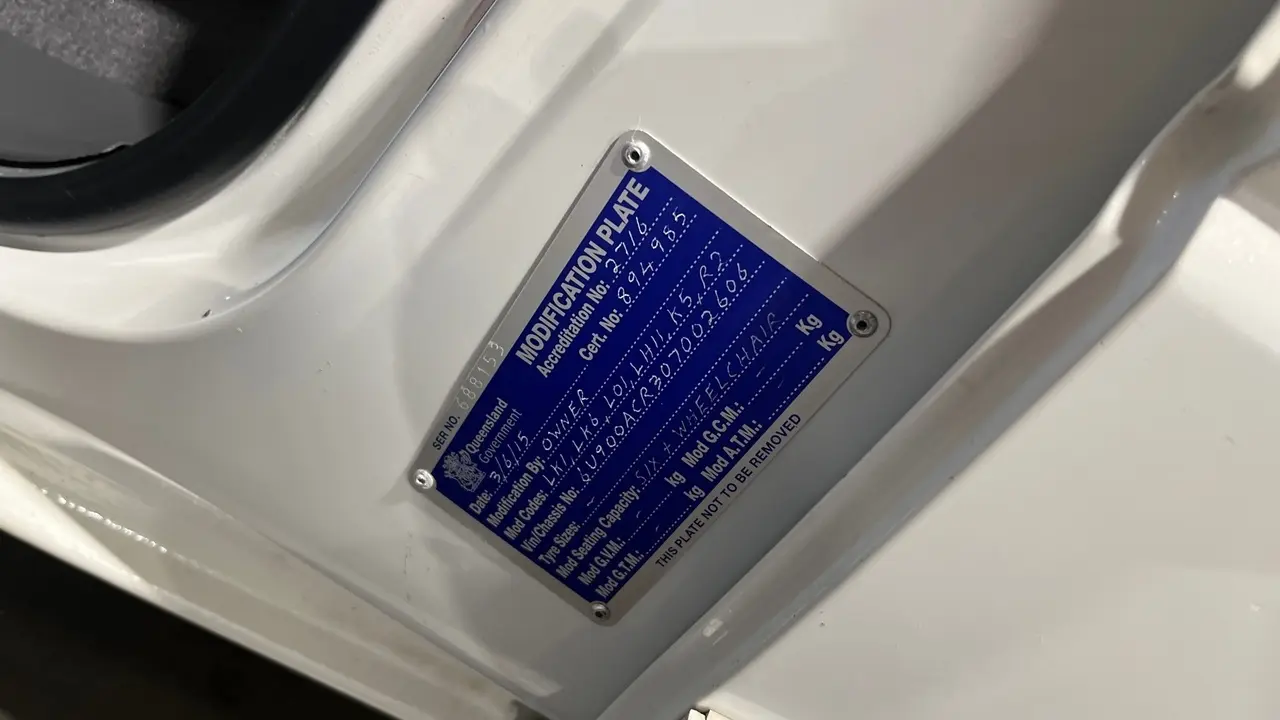 SER NO. 688153
MODIFICATION PLATE
Queensland Government
Accreditation No: 2716
Cert. No: 894985
Date: 3/6/15
Modification By: OWNER
Mod Codes: LK1, LK6, LO1, LH11, K5, R2
Vin/Chassis No: 6U900ACR307002606
Tyre Sizes: -
Mod Seating Capacity: SIX + WHEELCHAIR
Mod G.V.M.: - kg Mod G.C.M.: - Kg
Mod G.T.M.: - kg Mod A.T.M.: - Kg
THIS PLATE NOT TO BE REMOVED